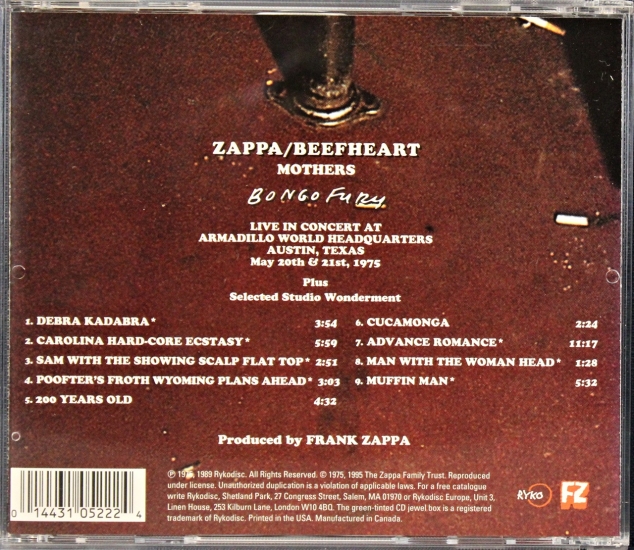 ZAPPA/BEEFHEART
MOTHERS
BONGO FURY
LIVE IN CONCERT AT
ARMADILLO WORLD HEADQUARTERS
AUSTIN, TEXAS
May 20th & 21st, 1975
Plus
Selected Studio Wonderment
1. DEBRA KADABRA* 3:54
2. CAROLINA HARD-CORE ECSTASY* 5:59
3. SAM WITH THE SHOWING SCALP FLAT TOP* 2:51
4. POOFTER'S FROTH WYOMING PLANS AHEAD* 3:03
5. 200 YEARS OLD 4:32
6. CUCAMONGA 2:24
7. ADVANCE ROMANCE* 11:17
8. MAN WITH THE WOMAN HEAD* 1:28
9. MUFFIN MAN* 5:32
Produced by FRANK ZAPPA
℗ 1975, 1989 Rykodisc. All Rights Reserved. © 1975, 1995 The Zappa Family Trust. Reproduced
under license. Unauthorized duplication is a violation of applicable laws. For a free catalogue
write Rykodisc, Shetland Park, 27 Congress Street, Salem, MA 01970 or Rykodisc Europe, Unit 3,
Linen House, 253 Kilburn Lane, London W10 4BQ. The green-tinted CD jewel box is a registered
trademark of Rykodisc. Printed in the USA. Manufactured in Canada.
0 14431 05222 4
RYKO
FZ